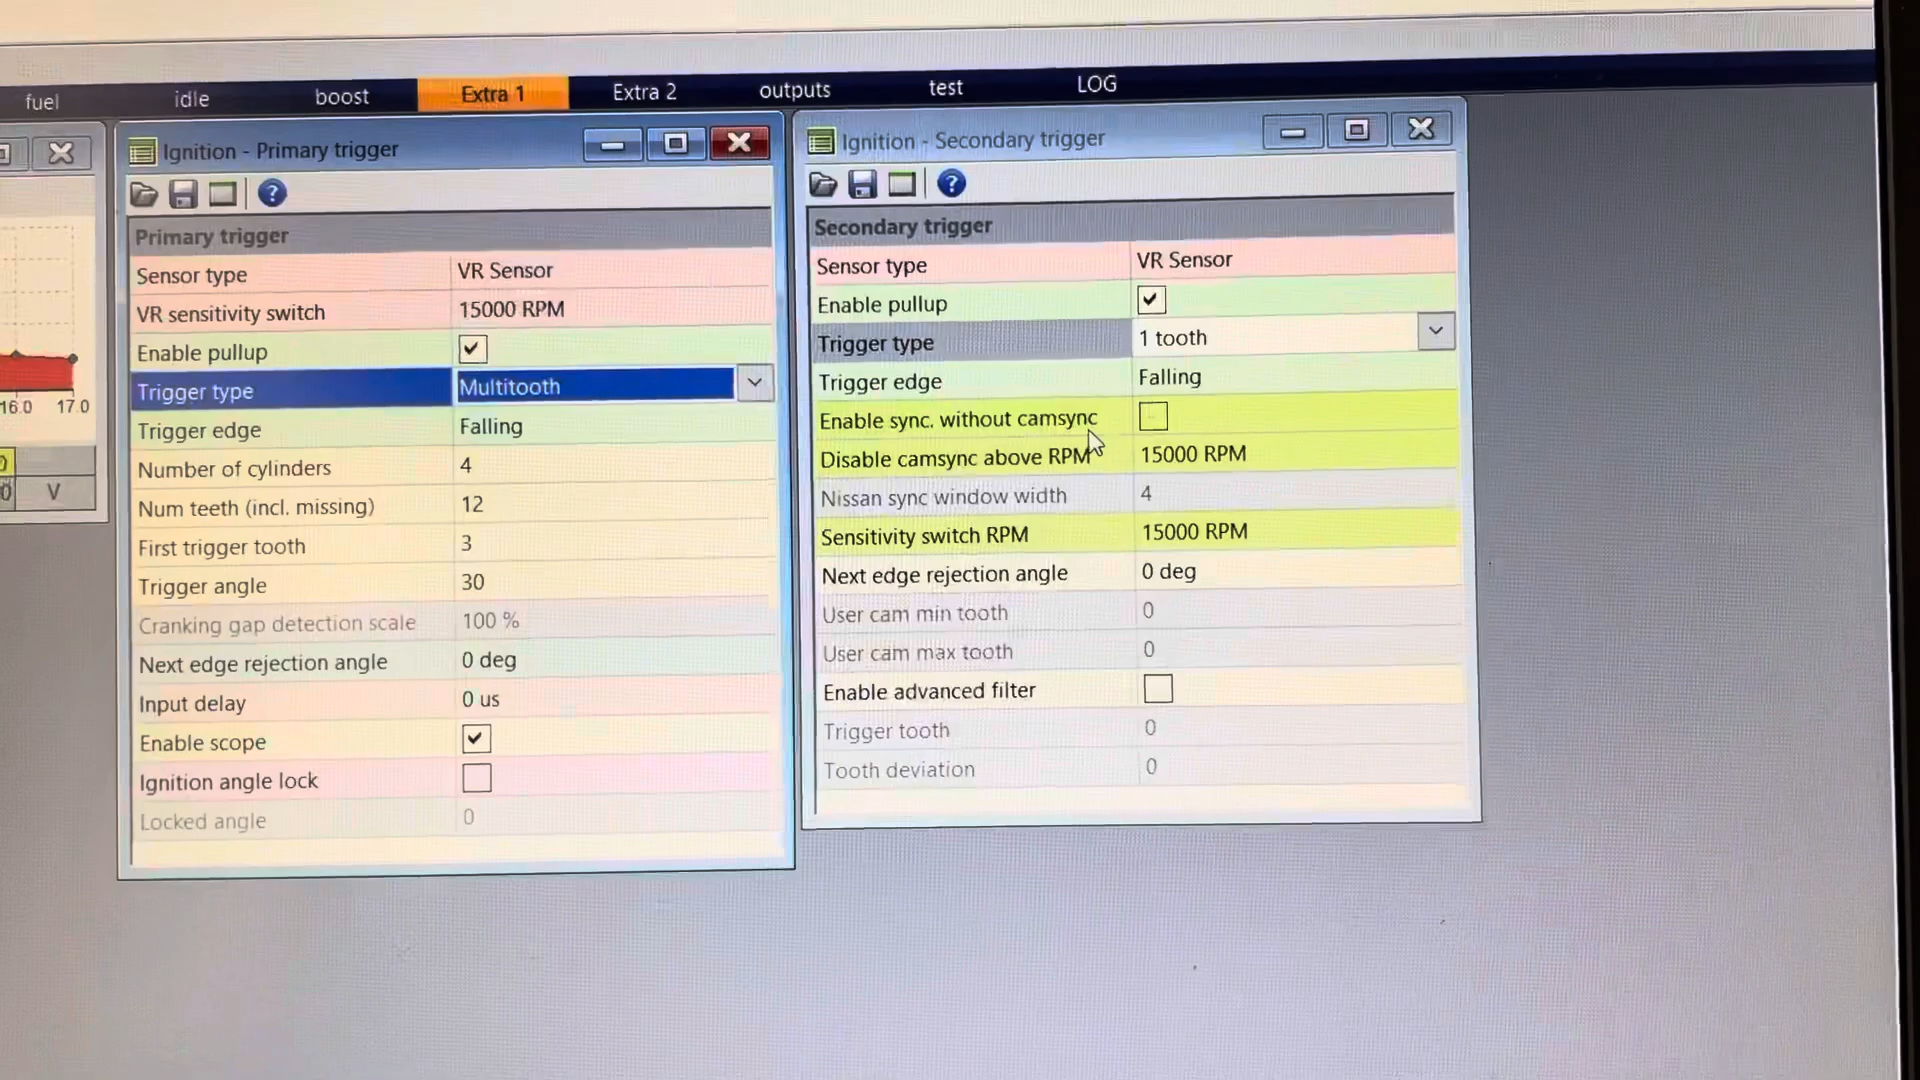 fuel
idle
boost
Extra 1
Extra 2
outputs
test
LOG
16.0 17.0
V
Ignition - Primary trigger
Primary trigger
Sensor type VR Sensor
VR sensitivity switch 15000 RPM
Enable pullup
Trigger type Multitooth
Trigger edge Falling
Number of cylinders 4
Num teeth (incl. missing) 12
First trigger tooth 3
Trigger angle 30
Cranking gap detection scale 100 %
Next edge rejection angle 0 deg
Input delay 0 us
Enable scope
Ignition angle lock
Locked angle 0
Ignition - Secondary trigger
Secondary trigger
Sensor type VR Sensor
Enable pullup
Trigger type 1 tooth
Trigger edge Falling
Enable sync. without camsync
Disable camsync above RPM 15000 RPM
Nissan sync window width 4
Sensitivity switch RPM 15000 RPM
Next edge rejection angle 0 deg
User cam min tooth 0
User cam max tooth 0
Enable advanced filter
Trigger tooth 0
Tooth deviation 0